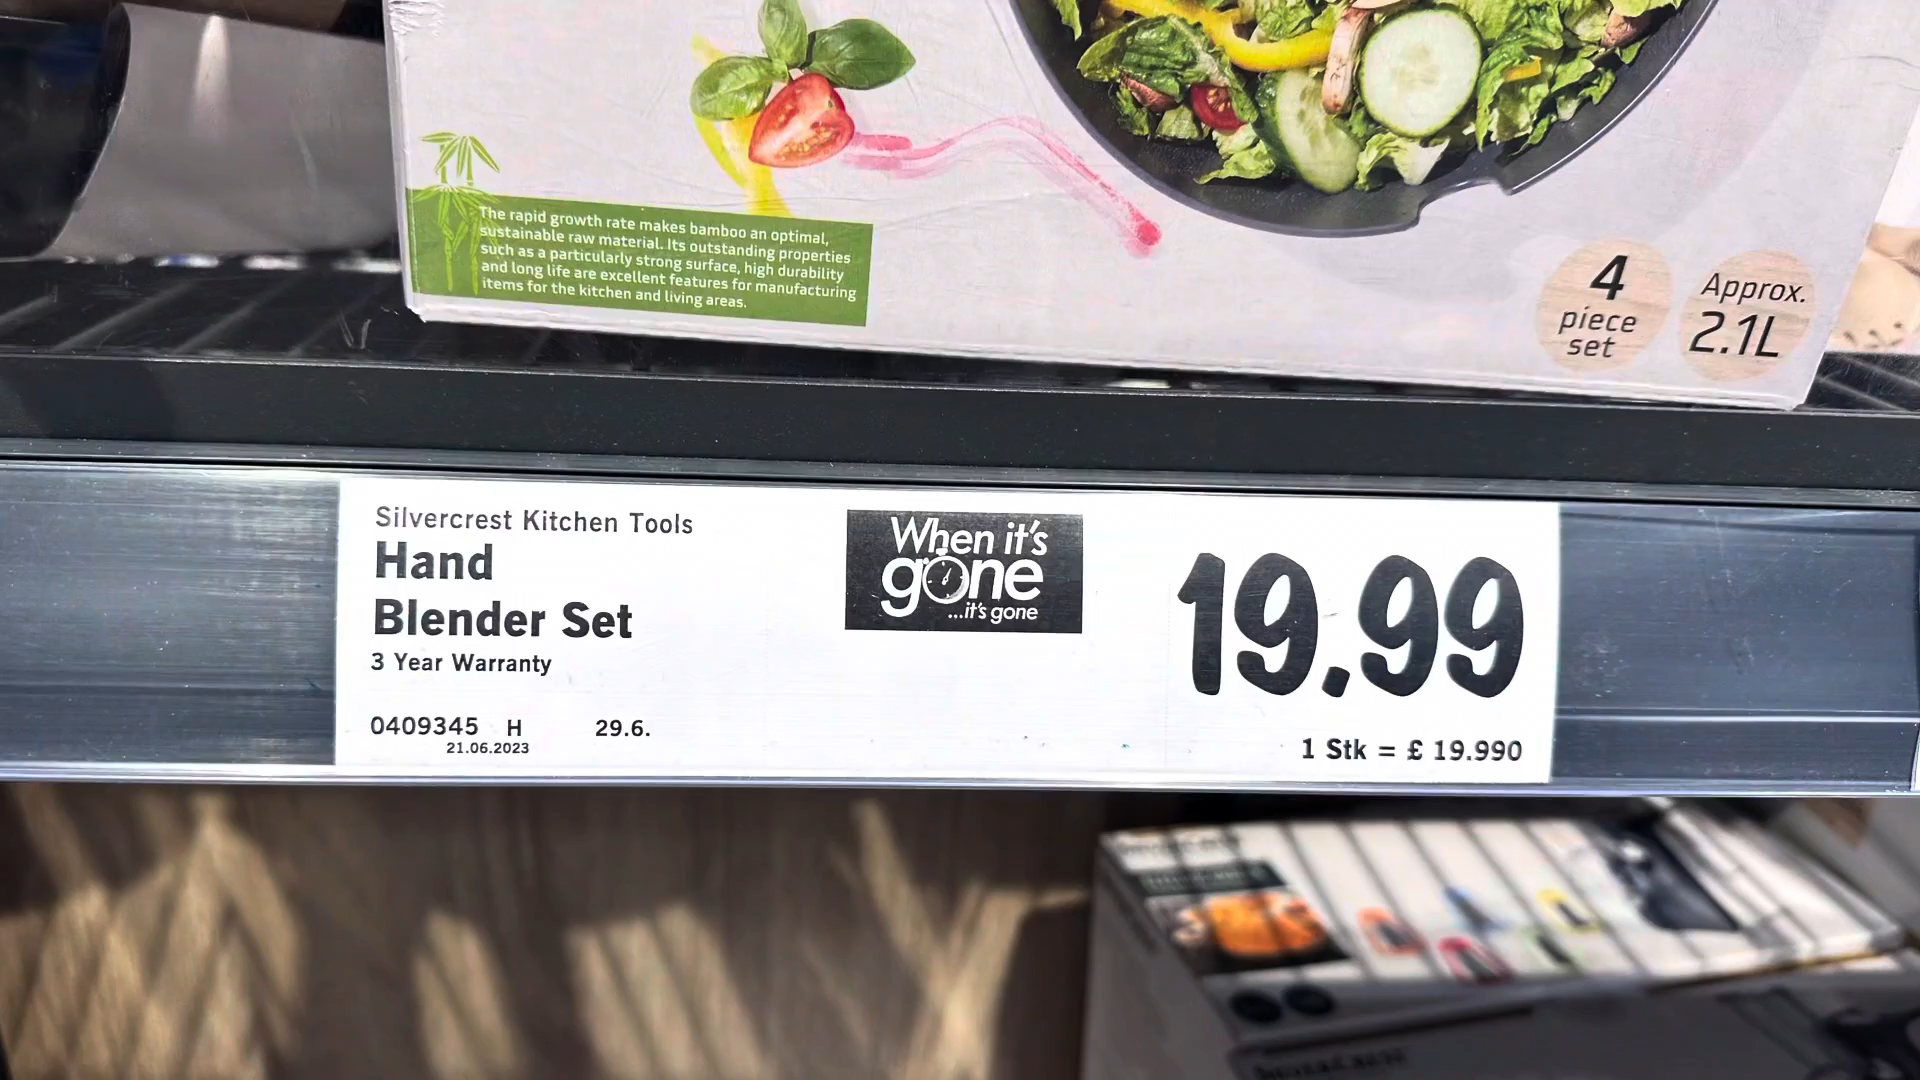 The rapid growth rate makes bamboo an optimal,
sustainable raw material. Its outstanding properties
such as a particularly strong surface, high durability
and long life are excellent features for manufacturing
items for the kitchen and living areas.
4
piece
set
Approx.
2.1L
Silvercrest Kitchen Tools
Hand
Blender Set
3 Year Warranty
0409345 H 29.6.
21.06.2023
When it's
gone
...it's gone
19.99
1 Stk = £ 19.990